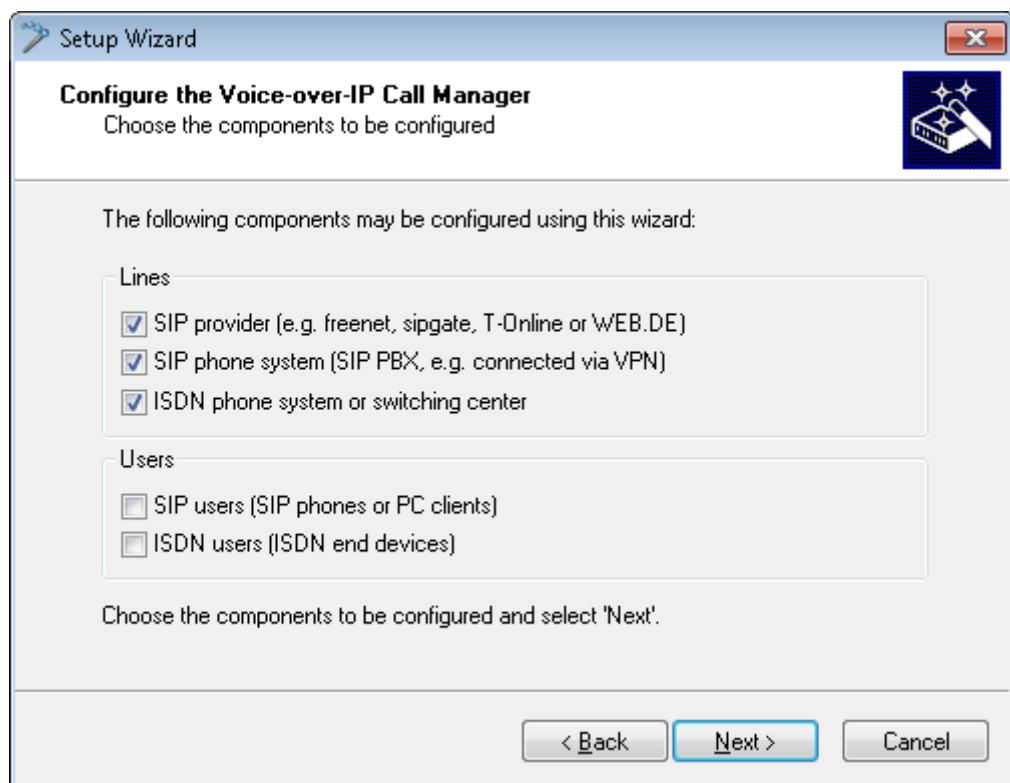 Setup Wizard
Configure the Voice-over-IP Call Manager
Choose the components to be configured
The following components may be configured using this wizard:
Lines
SIP provider (e.g. freenet, sipgate, T-Online or WEB.DE)
SIP phone system (SIP PBX, e.g. connected via VPN)
ISDN phone system or switching center
Users
SIP users (SIP phones or PC clients)
ISDN users (ISDN end devices)
Choose the components to be configured and select 'Next'.
< Back Next > Cancel